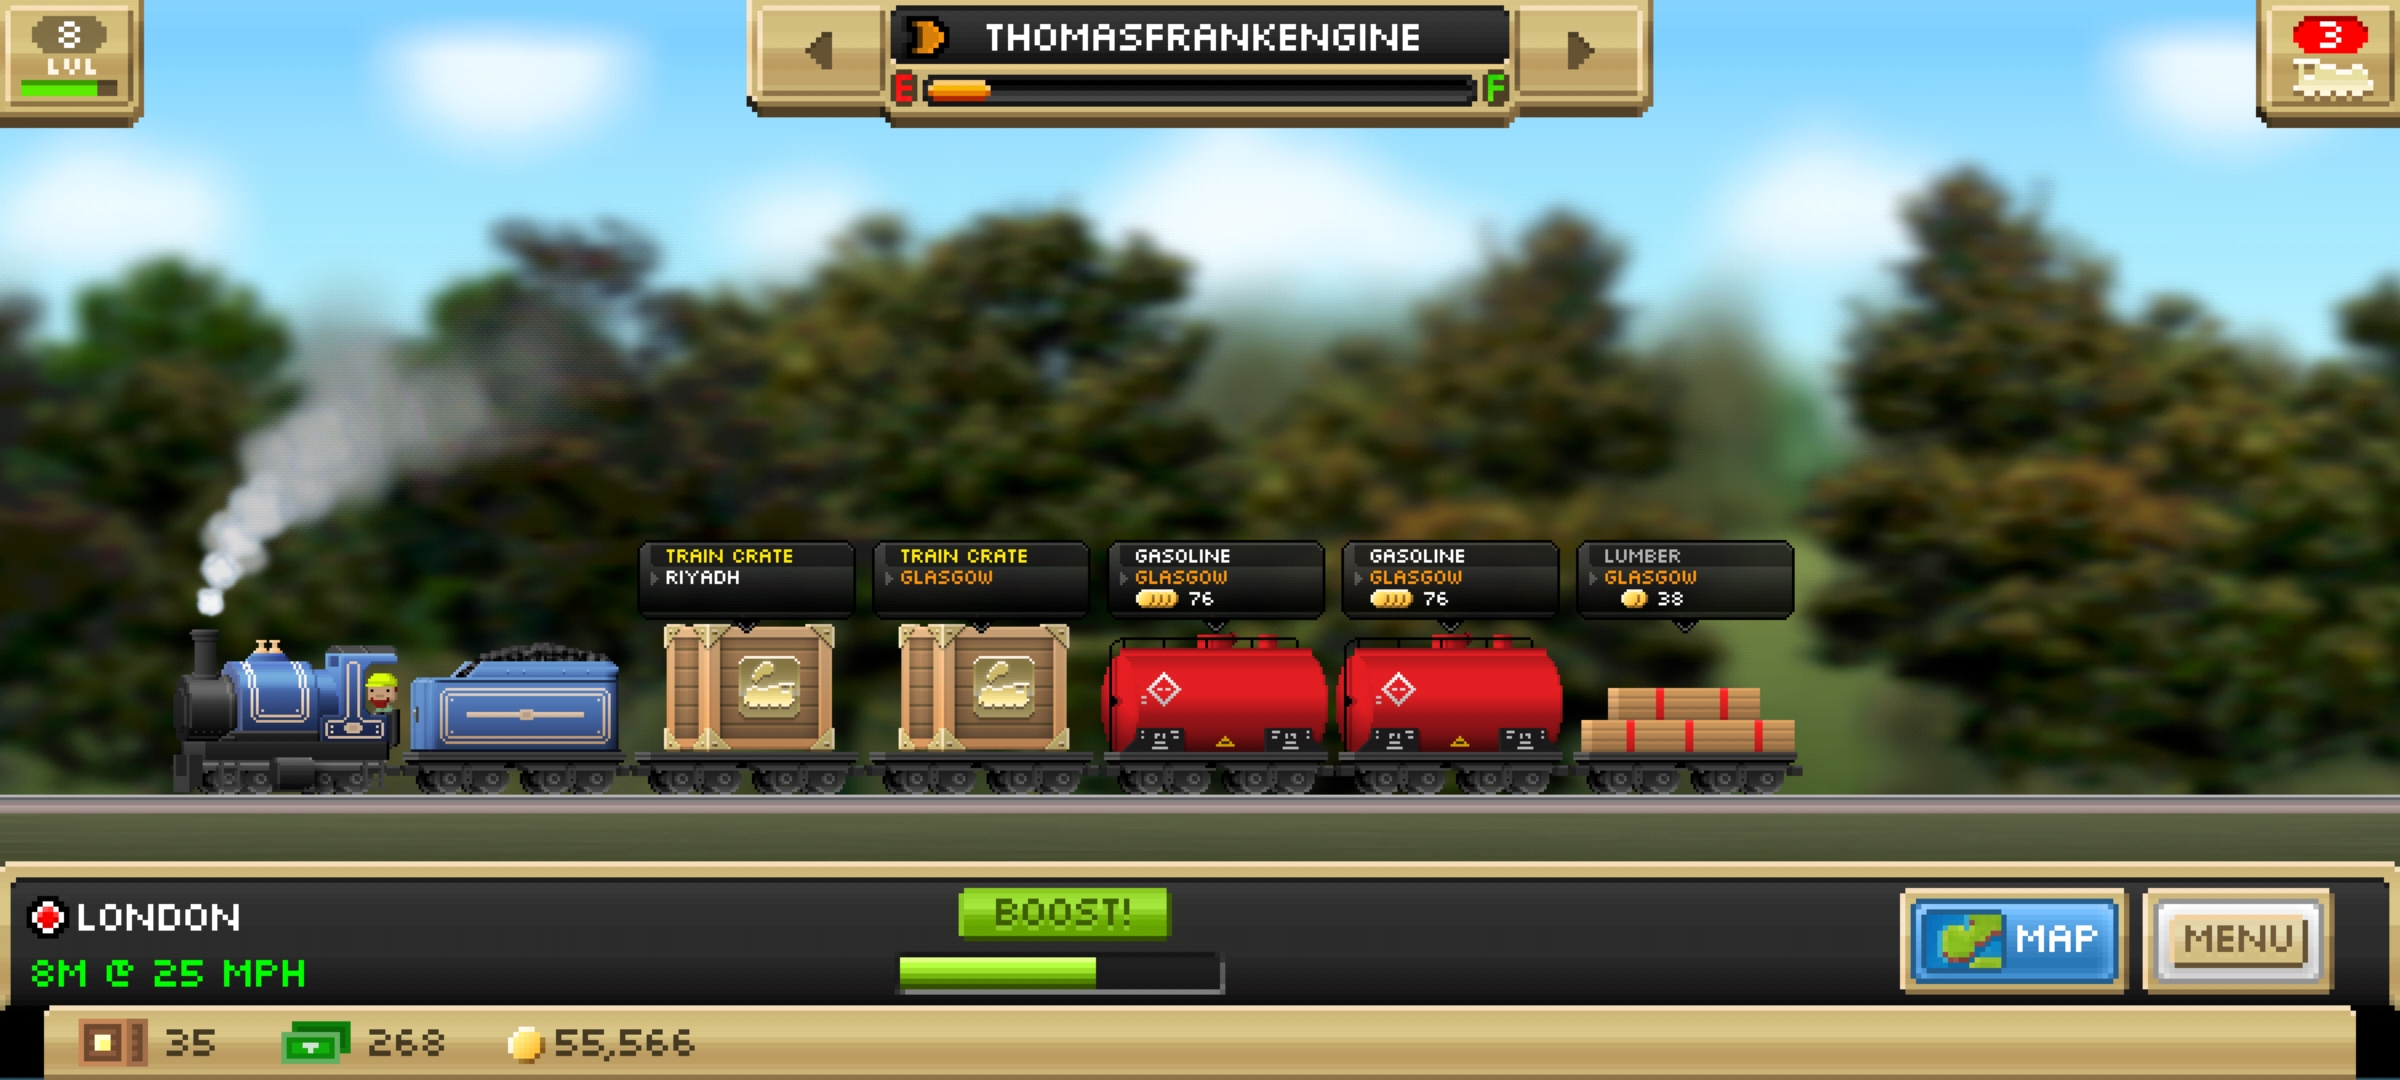 8
LVL
THOMASFRANKENGINE
E
F
3
TRAIN CRATE
RIYADH
TRAIN CRATE
GLASGOW
GASOLINE
GLASGOW
76
GASOLINE
GLASGOW
76
LUMBER
GLASGOW
38
LONDON
8M @ 25 MPH
BOOST!
MAP
MENU
35
268
55,566